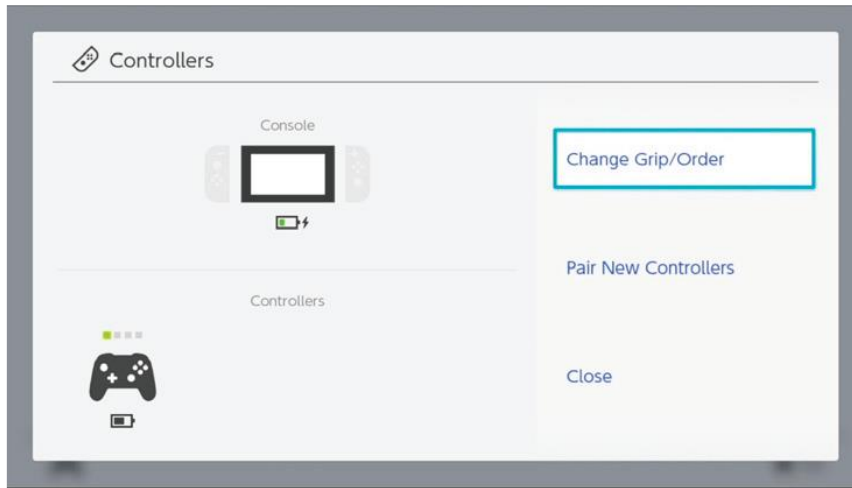 Controllers
Console
Change Grip/Order
Pair New Controllers
Controllers
Close